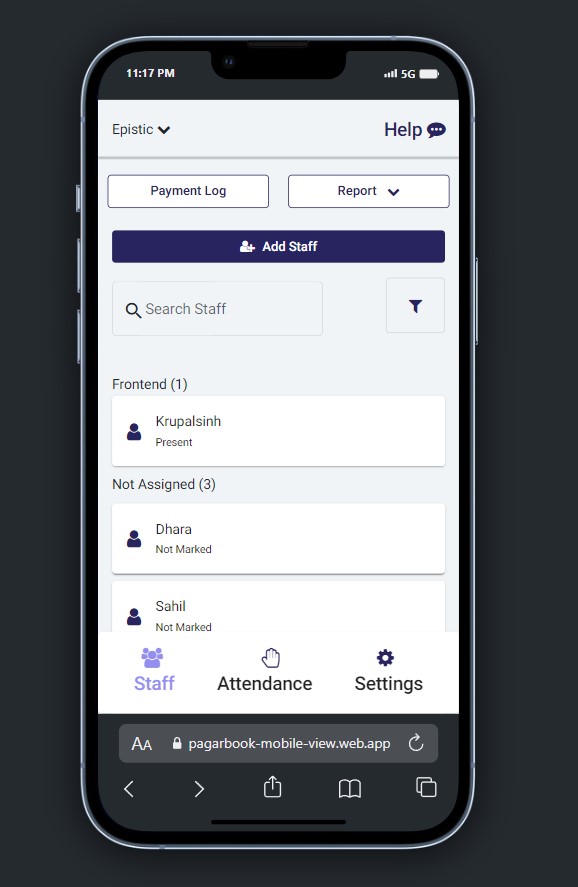 11:17 PM 5G
Epistic Help
Payment Log Report
Add Staff
Search Staff
Frontend (1)
Krupalsinh
Present
Not Assigned (3)
Dhara
Not Marked
Sahil
Not Marked
Staff Attendance Settings
AA pagarbook-mobile-view.web.app